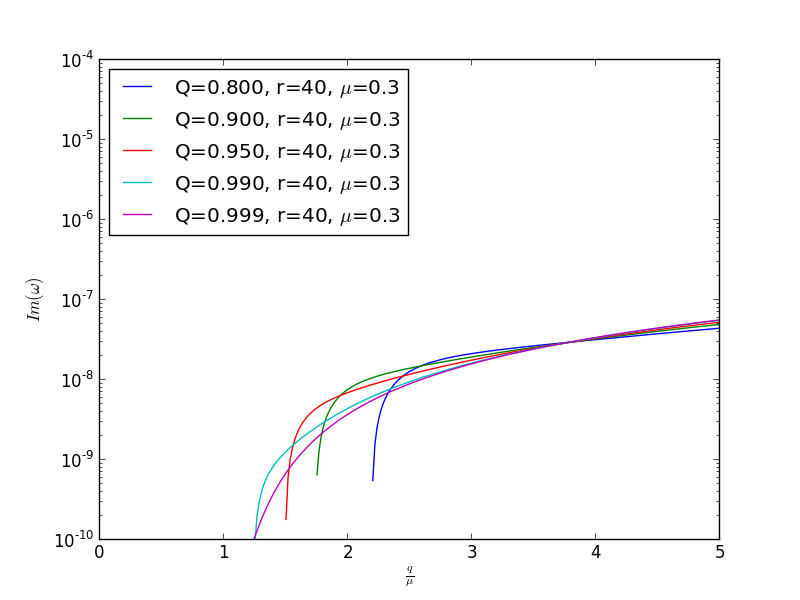 10^-4
10^-5
10^-6
10^-7
10^-8
10^-9
10^-10
Im(ω)
Q=0.800, r=40, μ=0.3
Q=0.900, r=40, μ=0.3
Q=0.950, r=40, μ=0.3
Q=0.990, r=40, μ=0.3
Q=0.999, r=40, μ=0.3
0 1 2 3 4 5
q/μ